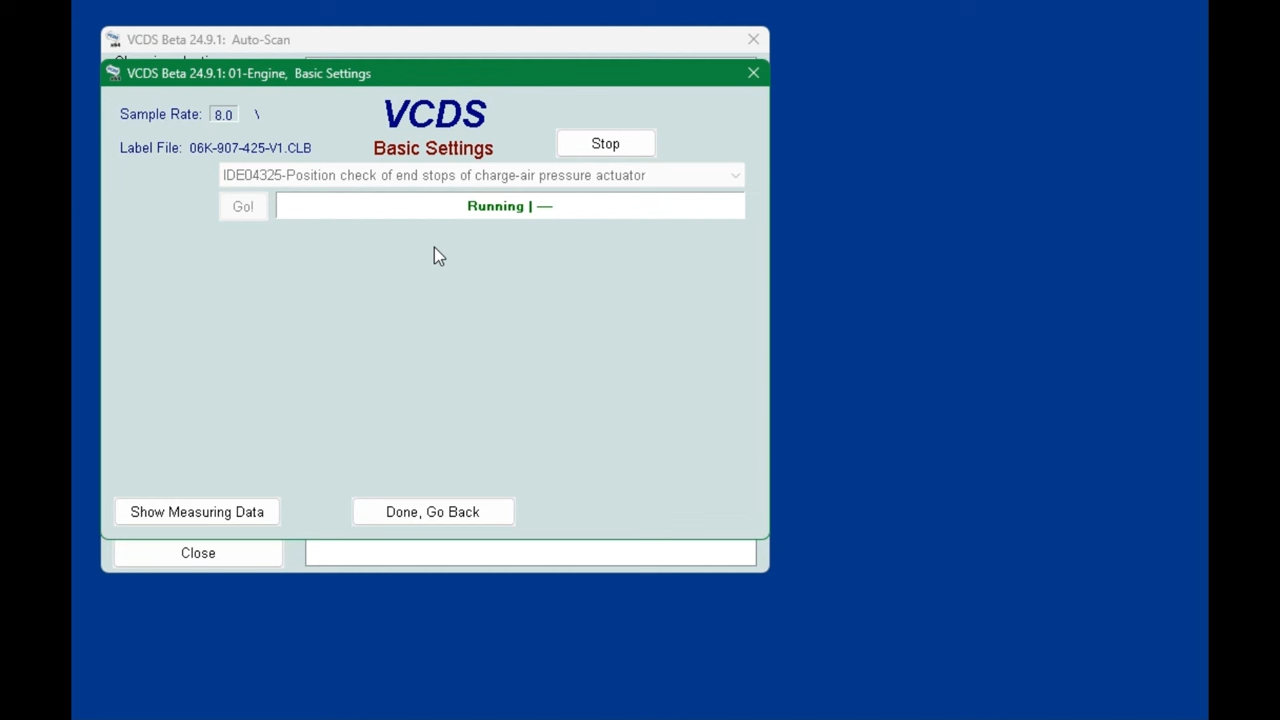 VCDS Beta 24.9.1: Auto-Scan
VCDS Beta 24.9.1: 01-Engine, Basic Settings
Sample Rate: 8.0 \
VCDS
Label File: 06K-907-425-V1.CLB
Basic Settings
Stop
IDE04325-Position check of end stops of charge-air pressure actuator
Go!
Running | —
Show Measuring Data
Done, Go Back
Close